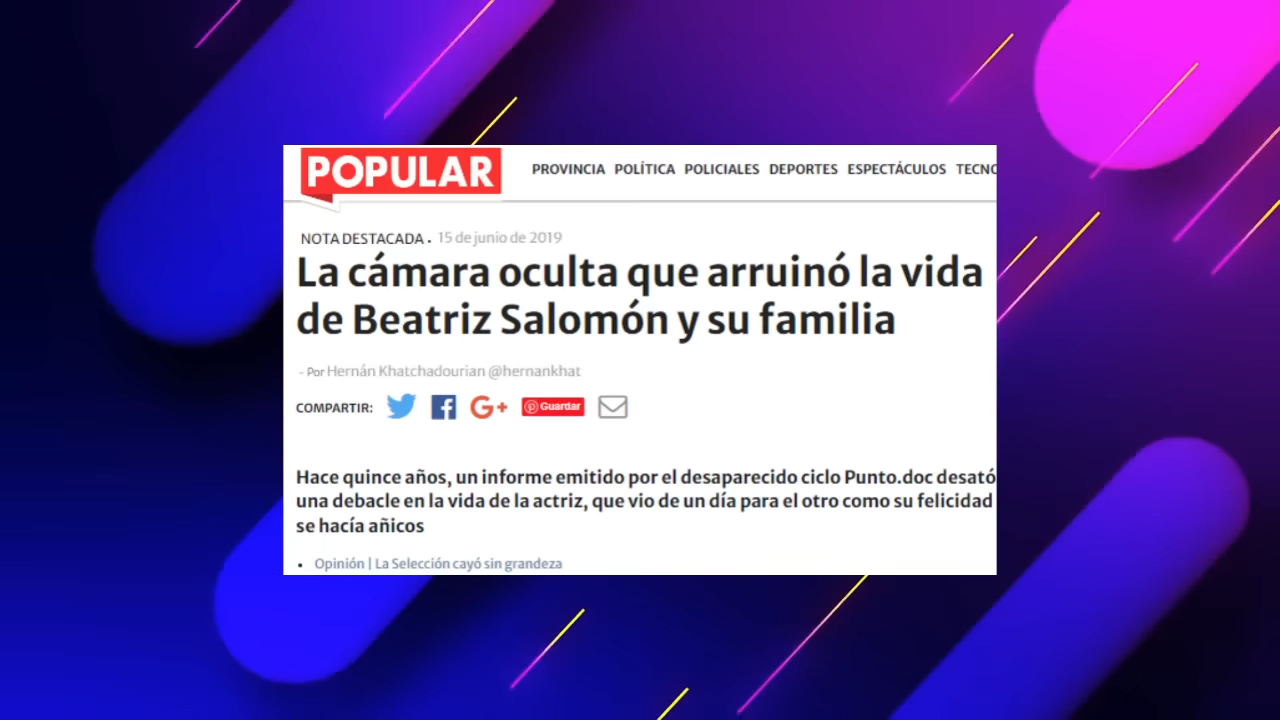 POPULAR
PROVINCIA POLÍTICA POLICIALES DEPORTES ESPECTÁCULOS TECNO
NOTA DESTACADA . 15 de junio de 2019
La cámara oculta que arruinó la vida
de Beatriz Salomón y su familia
- Por Hernán Khatchadourian @hernankhat
COMPARTIR: G+ Guardar
Hace quince años, un informe emitido por el desaparecido ciclo Punto.doc desató
una debacle en la vida de la actriz, que vio de un día para el otro como su felicidad
se hacía añicos
• Opinión | La Selección cayó sin grandeza